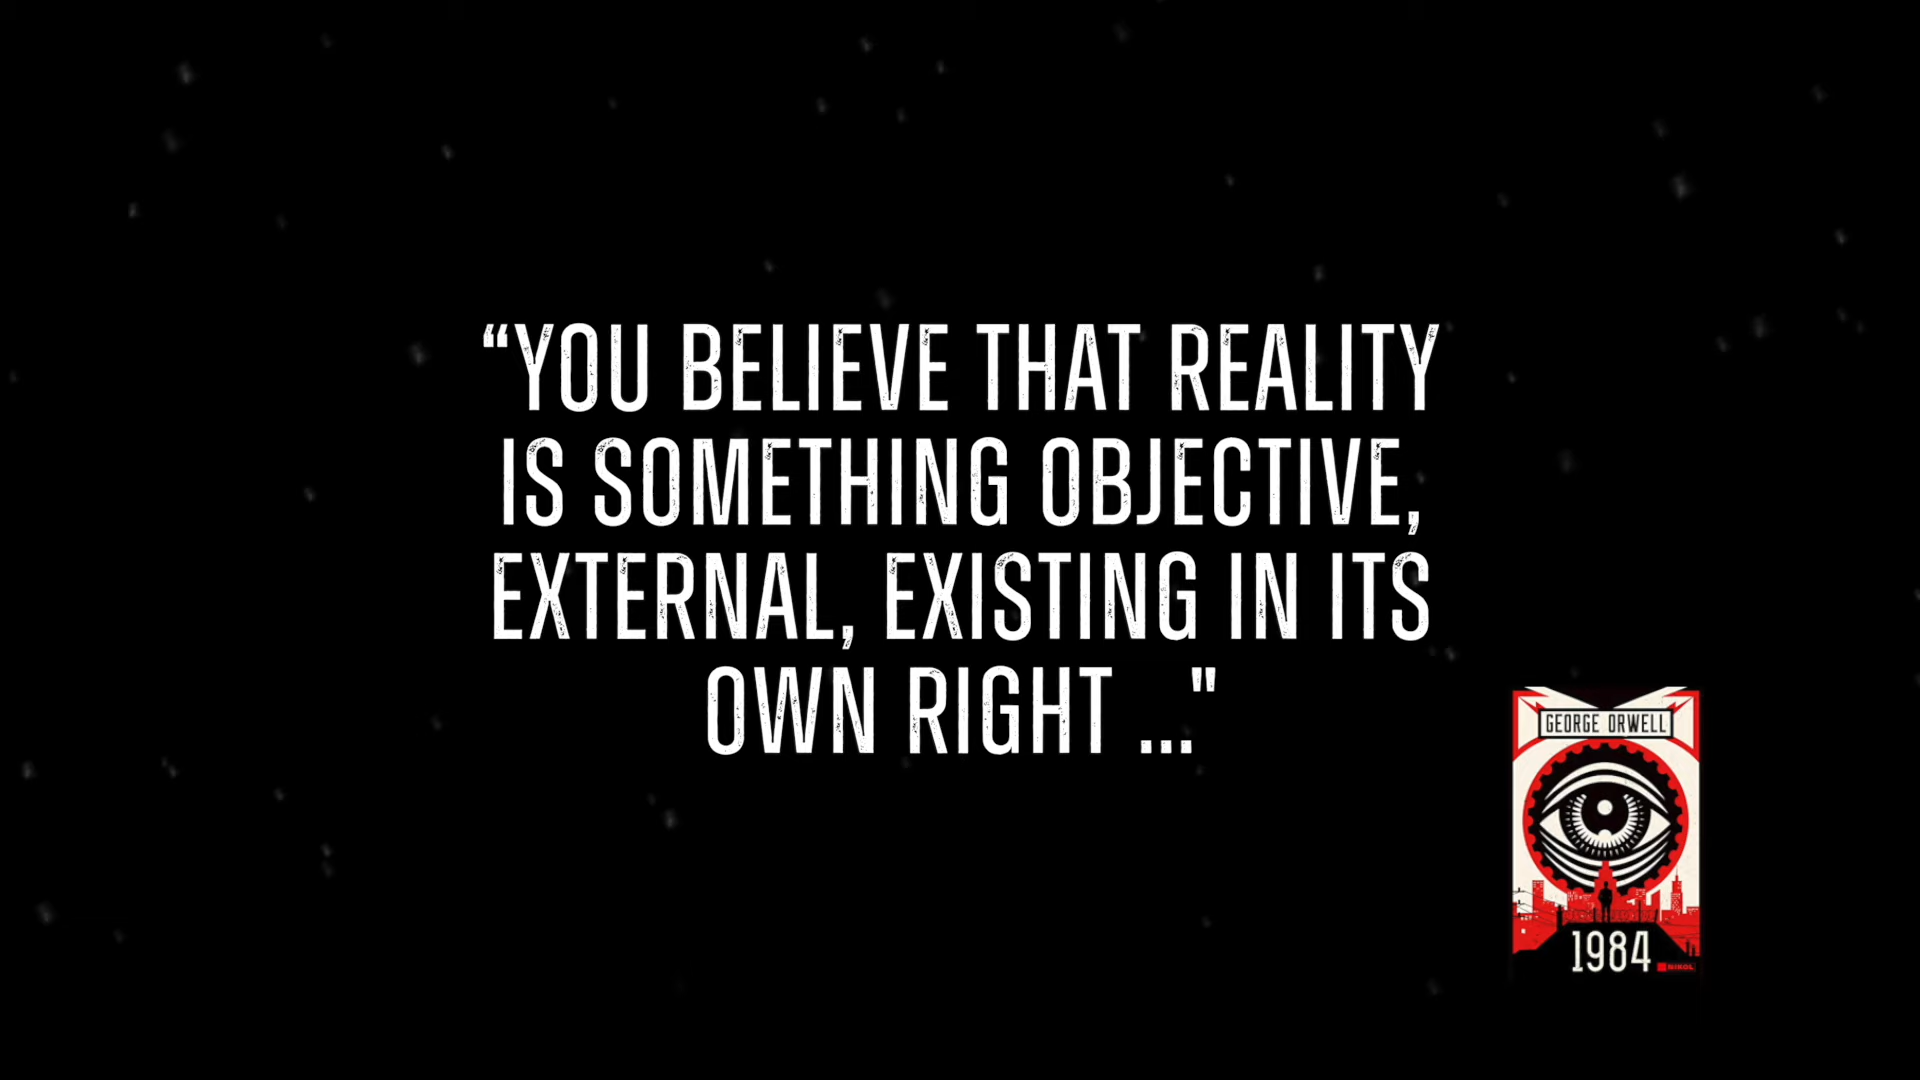 “YOU BELIEVE THAT REALITY
IS SOMETHING OBJECTIVE,
EXTERNAL, EXISTING IN ITS
OWN RIGHT ..."
GEORGE ORWELL
1984